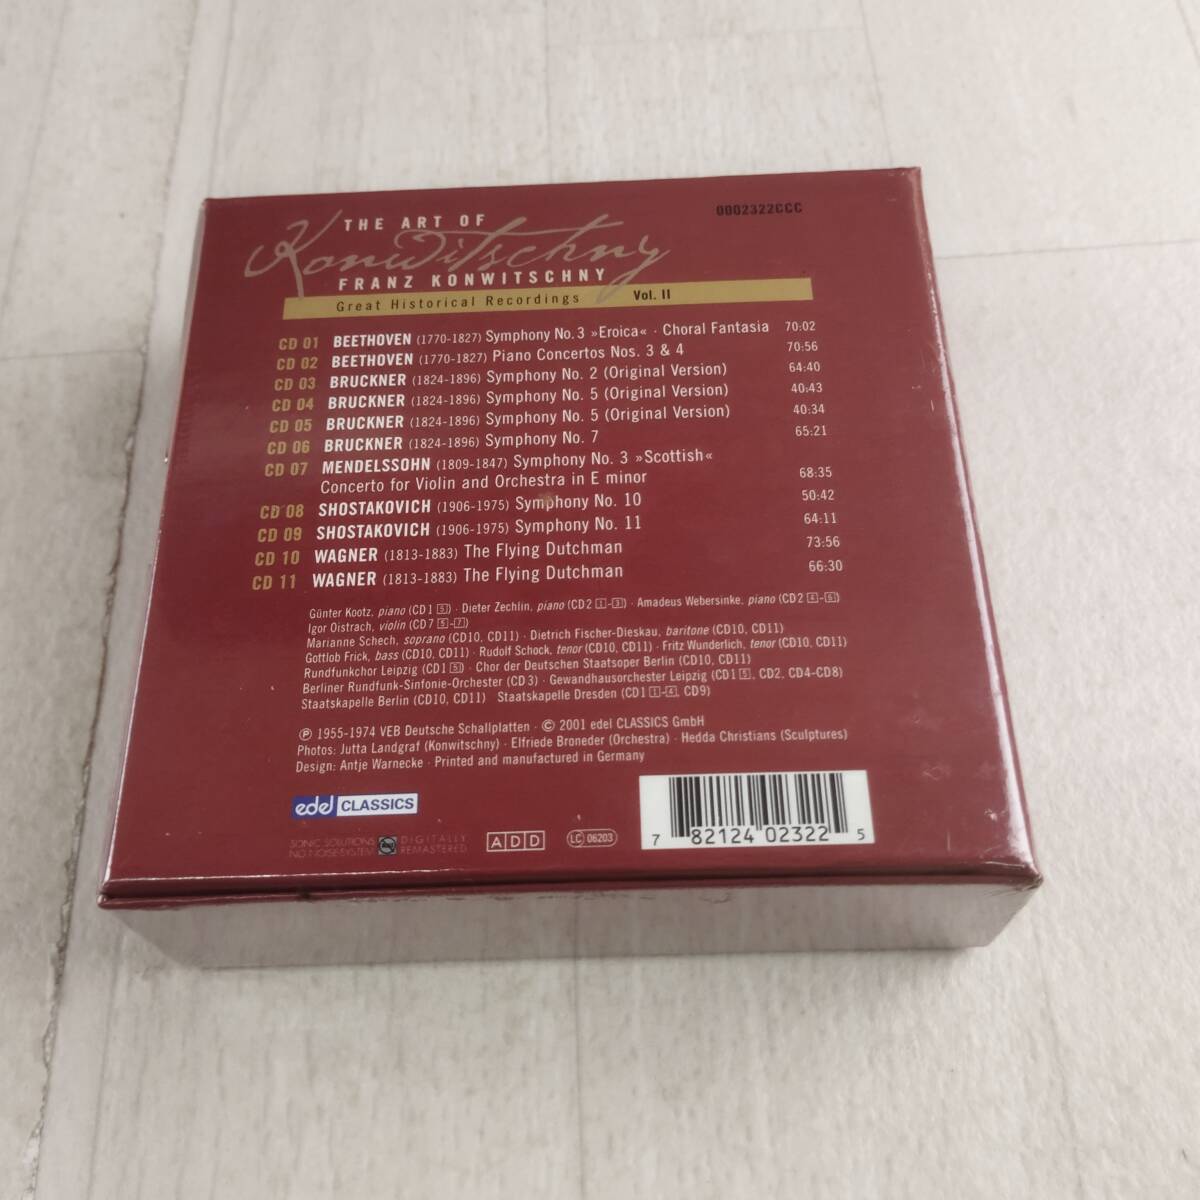 0002322CCC
THE ART OF
Konwitschny
FRANZ KONWITSCHNY
Great Historical Recordings Vol. II
CD 01 BEETHOVEN (1770-1827) Symphony No.3 »Eroica« · Choral Fantasia 70:02
CD 02 BEETHOVEN (1770-1827) Piano Concertos Nos. 3 & 4 70:56
CD 03 BRUCKNER (1824-1896) Symphony No. 2 (Original Version) 64:40
CD 04 BRUCKNER (1824-1896) Symphony No. 5 (Original Version) 40:43
CD 05 BRUCKNER (1824-1896) Symphony No. 5 (Original Version) 40:34
CD 06 BRUCKNER (1824-1896) Symphony No. 7 65:21
CD 07 MENDELSSOHN (1809-1847) Symphony No. 3 »Scottish«
Concerto for Violin and Orchestra in E minor 68:35
CD 08 SHOSTAKOVICH (1906-1975) Symphony No. 10 50:42
CD 09 SHOSTAKOVICH (1906-1975) Symphony No. 11 64:11
CD 10 WAGNER (1813-1883) The Flying Dutchman 73:56
CD 11 WAGNER (1813-1883) The Flying Dutchman 66:30
Günter Kootz, piano (CD1 5) · Dieter Zechlin, piano (CD2 1-3) · Amadeus Webersinke, piano (CD2 4-6)
Igor Oistrach, violin (CD7 5-7)
Marianne Schech, soprano (CD10, CD11) · Dietrich Fischer-Dieskau, baritone (CD10, CD11)
Gottlob Frick, bass (CD10, CD11) · Rudolf Schock, tenor (CD10, CD11) · Fritz Wunderlich, tenor (CD10, CD11)
Rundfunkchor Leipzig (CD1 5) · Chor der Deutschen Staatsoper Berlin (CD10, CD11)
Berliner Rundfunk-Sinfonie-Orchester (CD3) · Gewandhausorchester Leipzig (CD1 5, CD2, CD4-CD8)
Staatskapelle Berlin (CD10, CD11) Staatskapelle Dresden (CD1 1-4, CD9)
℗ 1955-1974 VEB Deutsche Schallplatten · © 2001 edel CLASSICS GmbH
Photos: Jutta Landgraf (Konwitschny) · Elfriede Broneder (Orchestra) · Hedda Christians (Sculptures)
Design: Antje Warnecke · Printed and manufactured in Germany
edel CLASSICS
SONIC SOLUTIONS DIGITALLY
NO NOISE-SYSTEM REMASTERED
ADD
LC 06203
7 82124 02322 5